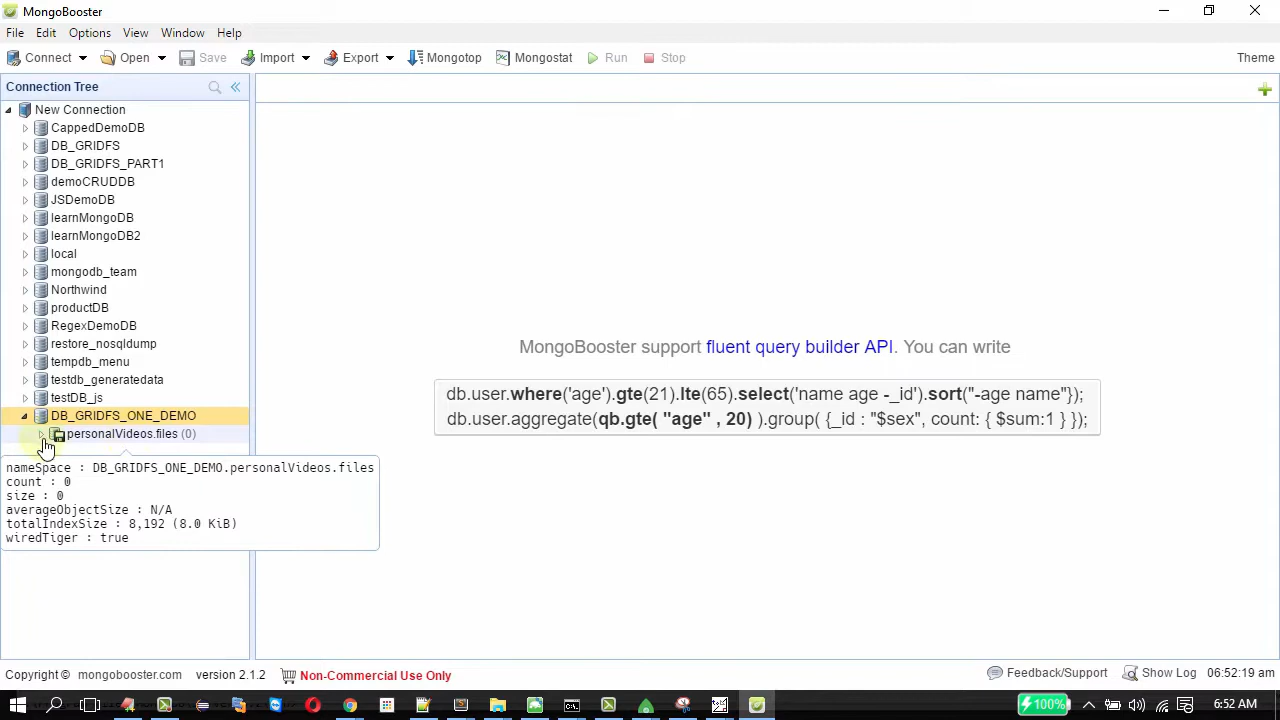 MongoBooster
File Edit Options View Window Help
Connect Open Save Import Export Mongotop Mongostat Run Stop Theme
Connection Tree
New Connection
CappedDemoDB
DB_GRIDFS
DB_GRIDFS_PART1
demoCRUDDB
JSDemoDB
learnMongoDB
learnMongoDB2
local
mongodb_team
Northwind
productDB
RegexDemoDB
restore_nosqldump
tempdb_menu
testdb_generatedata
testDB_js
DB_GRIDFS_ONE_DEMO
personalVideos.files (0)
nameSpace : DB_GRIDFS_ONE_DEMO.personalVideos.files
count : 0
size : 0
averageObjectSize : N/A
totalIndexSize : 8,192 (8.0 KiB)
wiredTiger : true
MongoBooster support fluent query builder API. You can write
db.user.where('age').gte(21).lte(65).select('name age -_id').sort("-age name"});
db.user.aggregate(qb.gte( "age" , 20) ).group( {_id : "$sex", count: { $sum:1 } });
Copyright © mongobooster.com version 2.1.2 Non-Commercial Use Only Feedback/Support Show Log 06:52:19 am
100% 6:52 AM